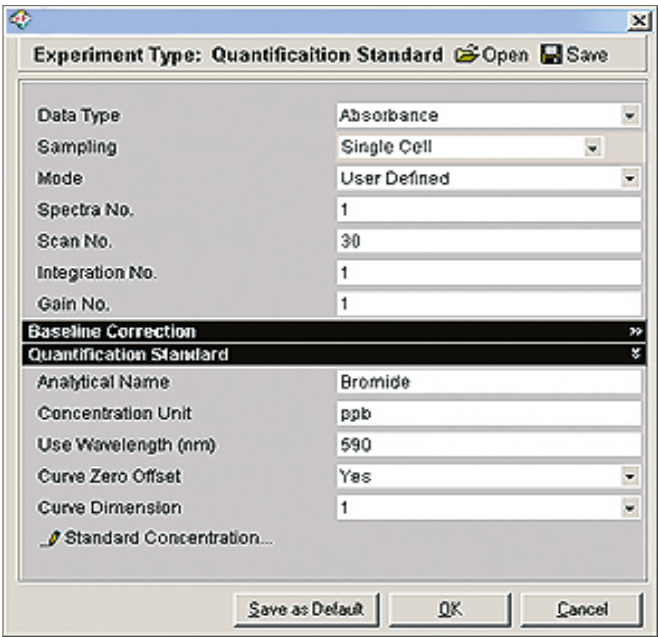 Experiment Type: Quantificaition Standard Open Save
Data Type Absorbance
Sampling Single Cell
Mode User Defined
Spectra No. 1
Scan No. 30
Integration No. 1
Gain No. 1
Baseline Correction
Quantification Standard
Analytical Name Bromide
Concentration Unit ppb
Use Wavelength (nm) 590
Curve Zero Offset Yes
Curve Dimension 1
Standard Concentration...
Save as Default OK Cancel